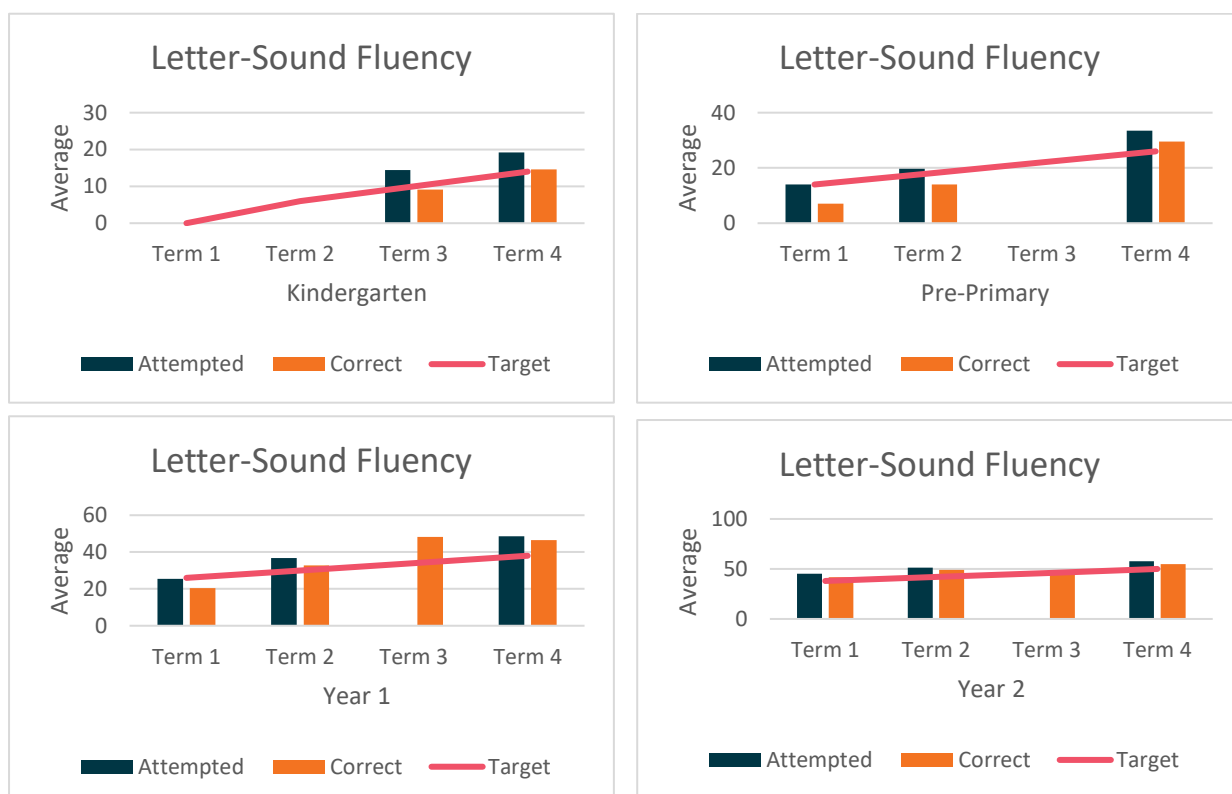 Letter-Sound Fluency
30
20
10
0
Average
Term 1 Term 2 Term 3 Term 4
Kindergarten
Attempted Correct Target
Letter-Sound Fluency
40
20
0
Average
Term 1 Term 2 Term 3 Term 4
Pre-Primary
Attempted Correct Target
Letter-Sound Fluency
60
40
20
0
Average
Term 1 Term 2 Term 3 Term 4
Year 1
Attempted Correct Target
Letter-Sound Fluency
100
50
0
Average
Term 1 Term 2 Term 3 Term 4
Year 2
Attempted Correct Target